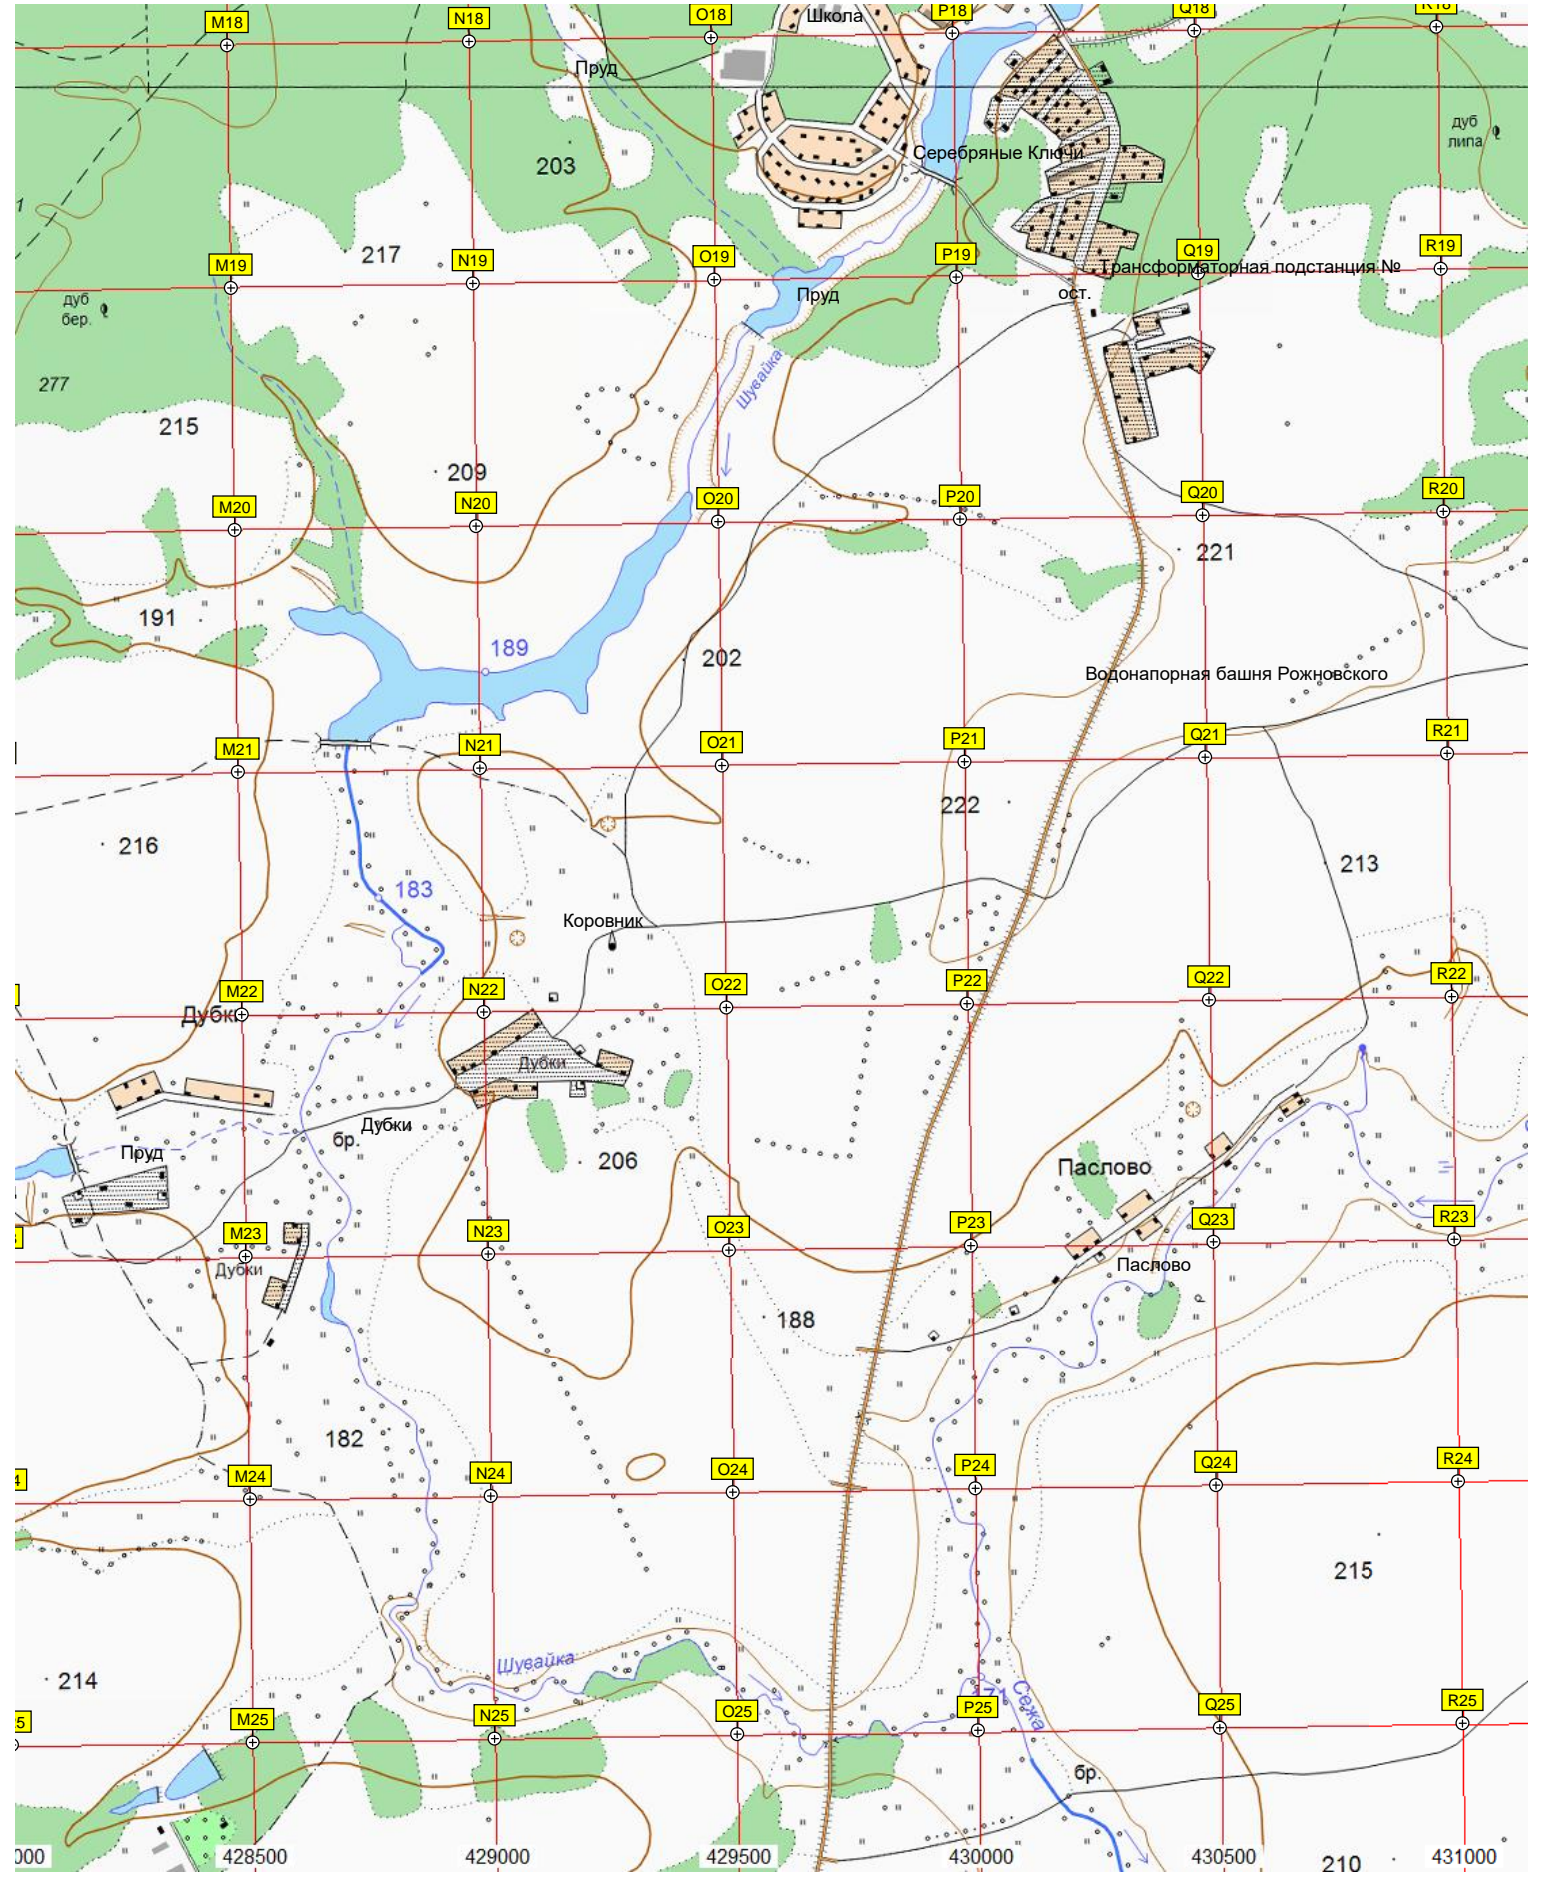 M18
N18
O18
Школа
P18
Q18
R18
Пруд
дуб
липа
Серебряные Ключи
203
1
217
M19
N19
O19
P19
Q19
R19
Трансформаторная подстанция №
ост.
Пруд
дуб
бер.
277
Шувайка
215
209
M20
N20
O20
P20
Q20
R20
221
191
189
202
Водонапорная башня Рожновского
M21
N21
O21
P21
Q21
R21
222
216
213
183
Коровник
M22
N22
O22
P22
Q22
R22
Дубки
Дубки
Дубки
бр.
Пруд
206
Паслово
M23
N23
O23
P23
Q23
R23
Дубки
Паслово
188
182
M24
N24
O24
P24
Q24
R24
4
215
Шувайка
214
Сежа
5
M25
N25
O25
P25
Q25
R25
бр.
000
428500
429000
429500
430000
430500
431000
210